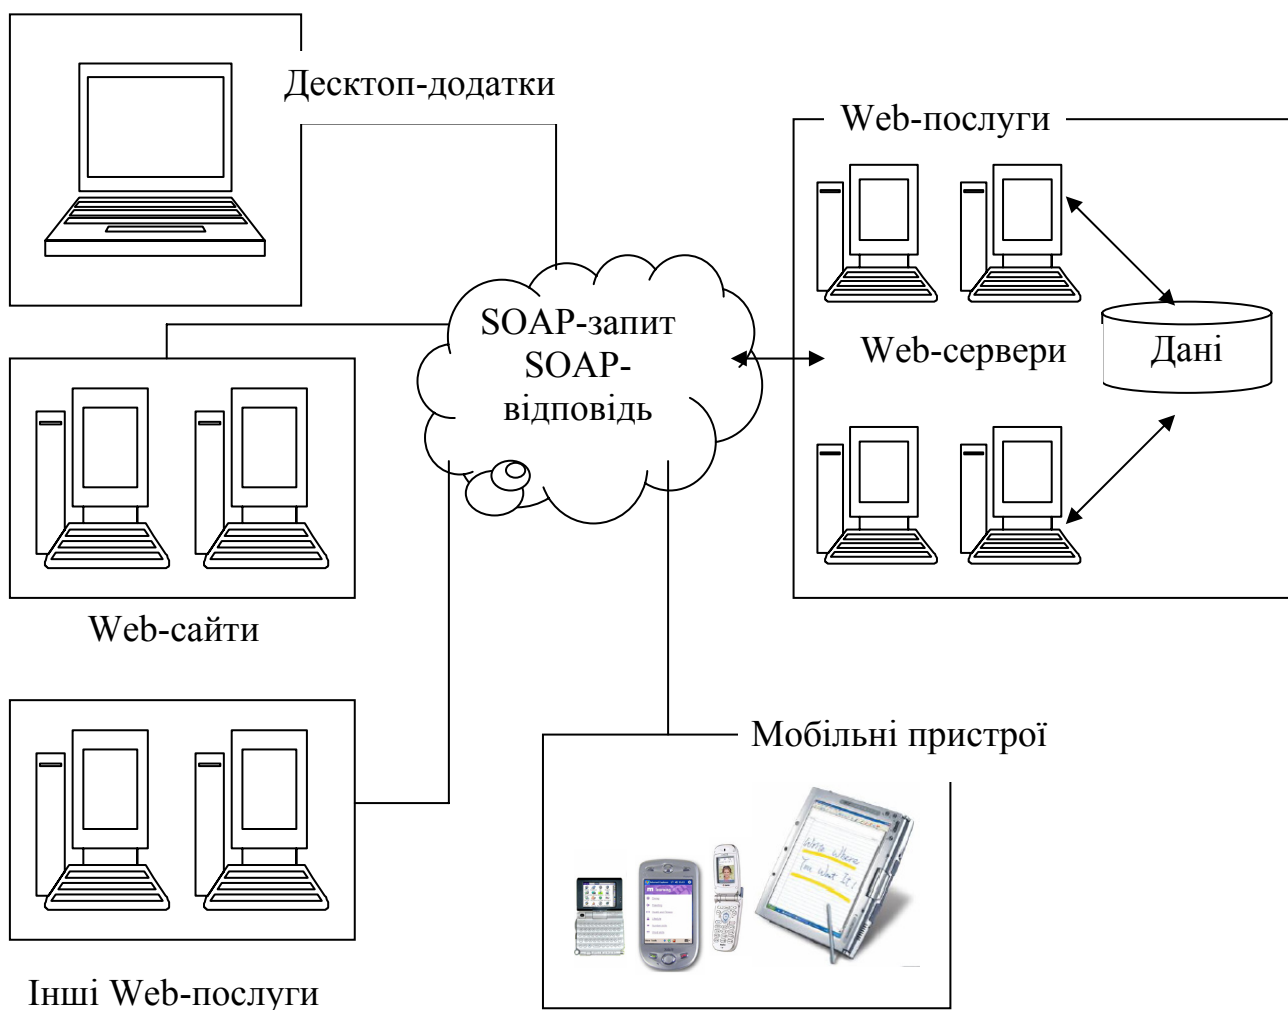 Десктоп-додатки
Web-послуги
SOAP-запит
SOAP-
відповідь
Web-сервери
Дані
Web-сайти
Мобільні пристрої
Інші Web-послуги